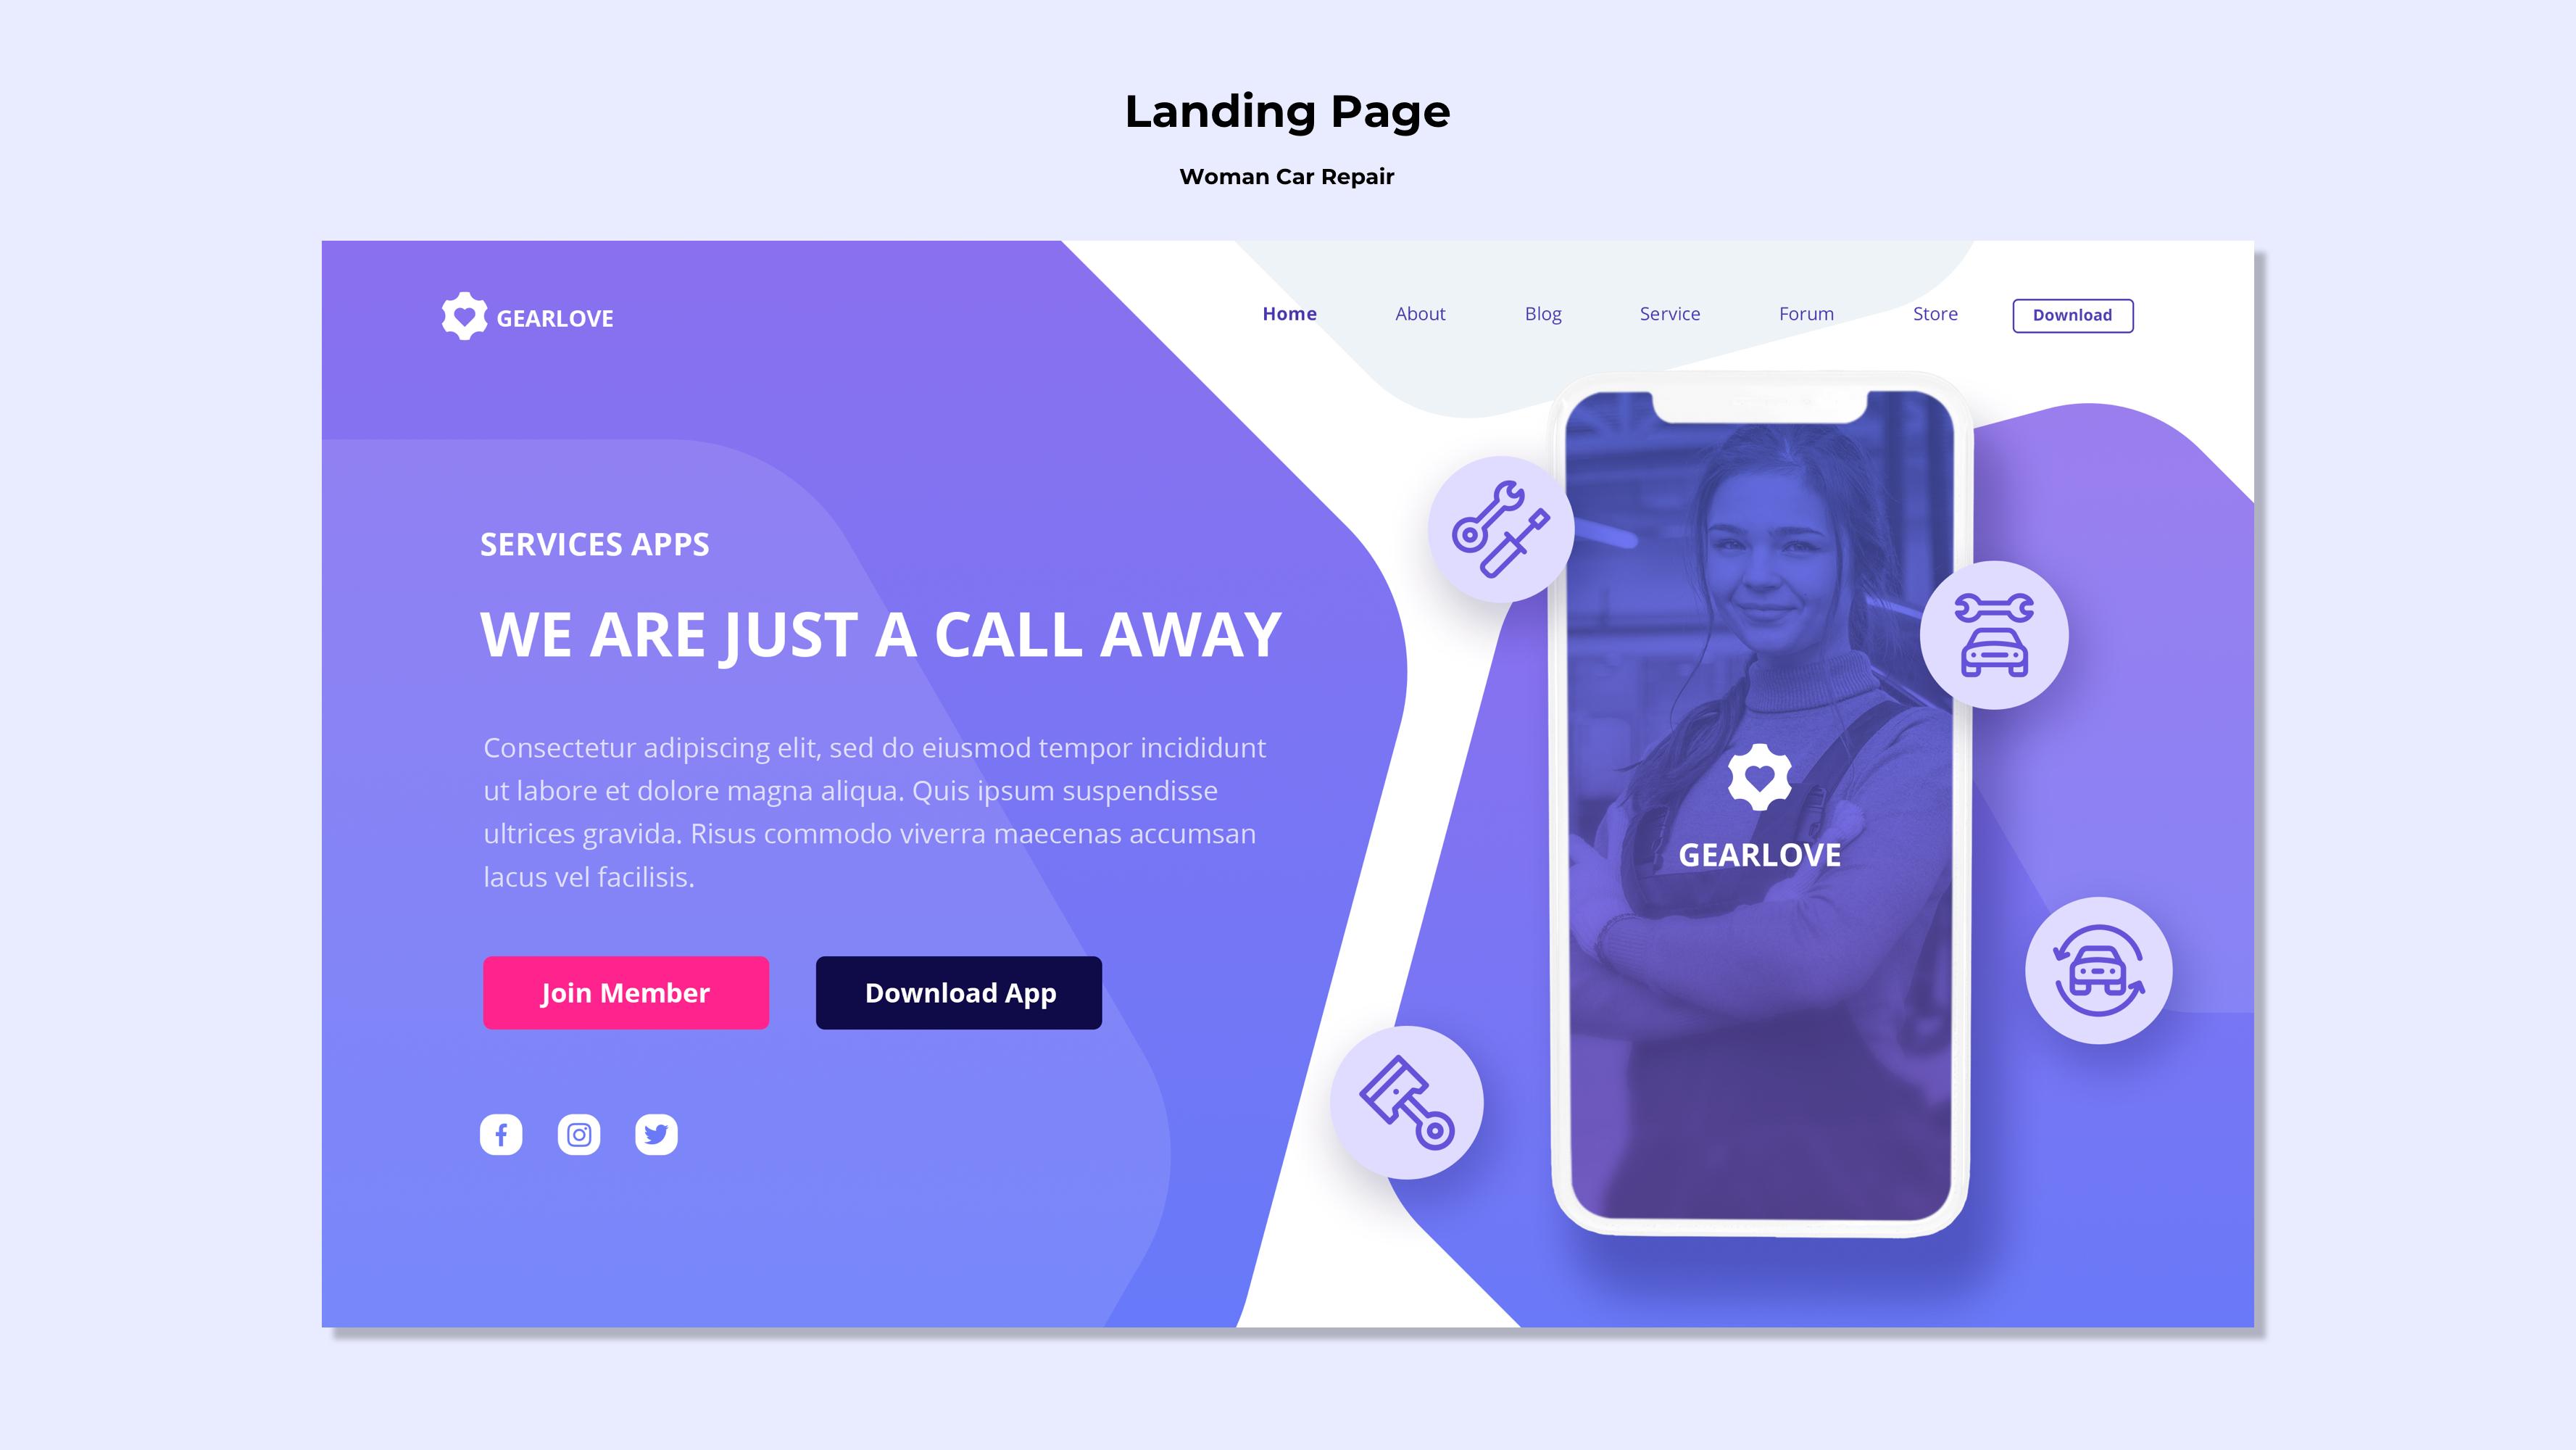 Landing Page
Woman Car Repair
GEARLOVE
Home About Blog Service Forum Store Download
SERVICES APPS
WE ARE JUST A CALL AWAY
Consectetur adipiscing elit, sed do eiusmod tempor incididunt
ut labore et dolore magna aliqua. Quis ipsum suspendisse
ultrices gravida. Risus commodo viverra maecenas accumsan
lacus vel facilisis.
Join Member
Download App
GEARLOVE